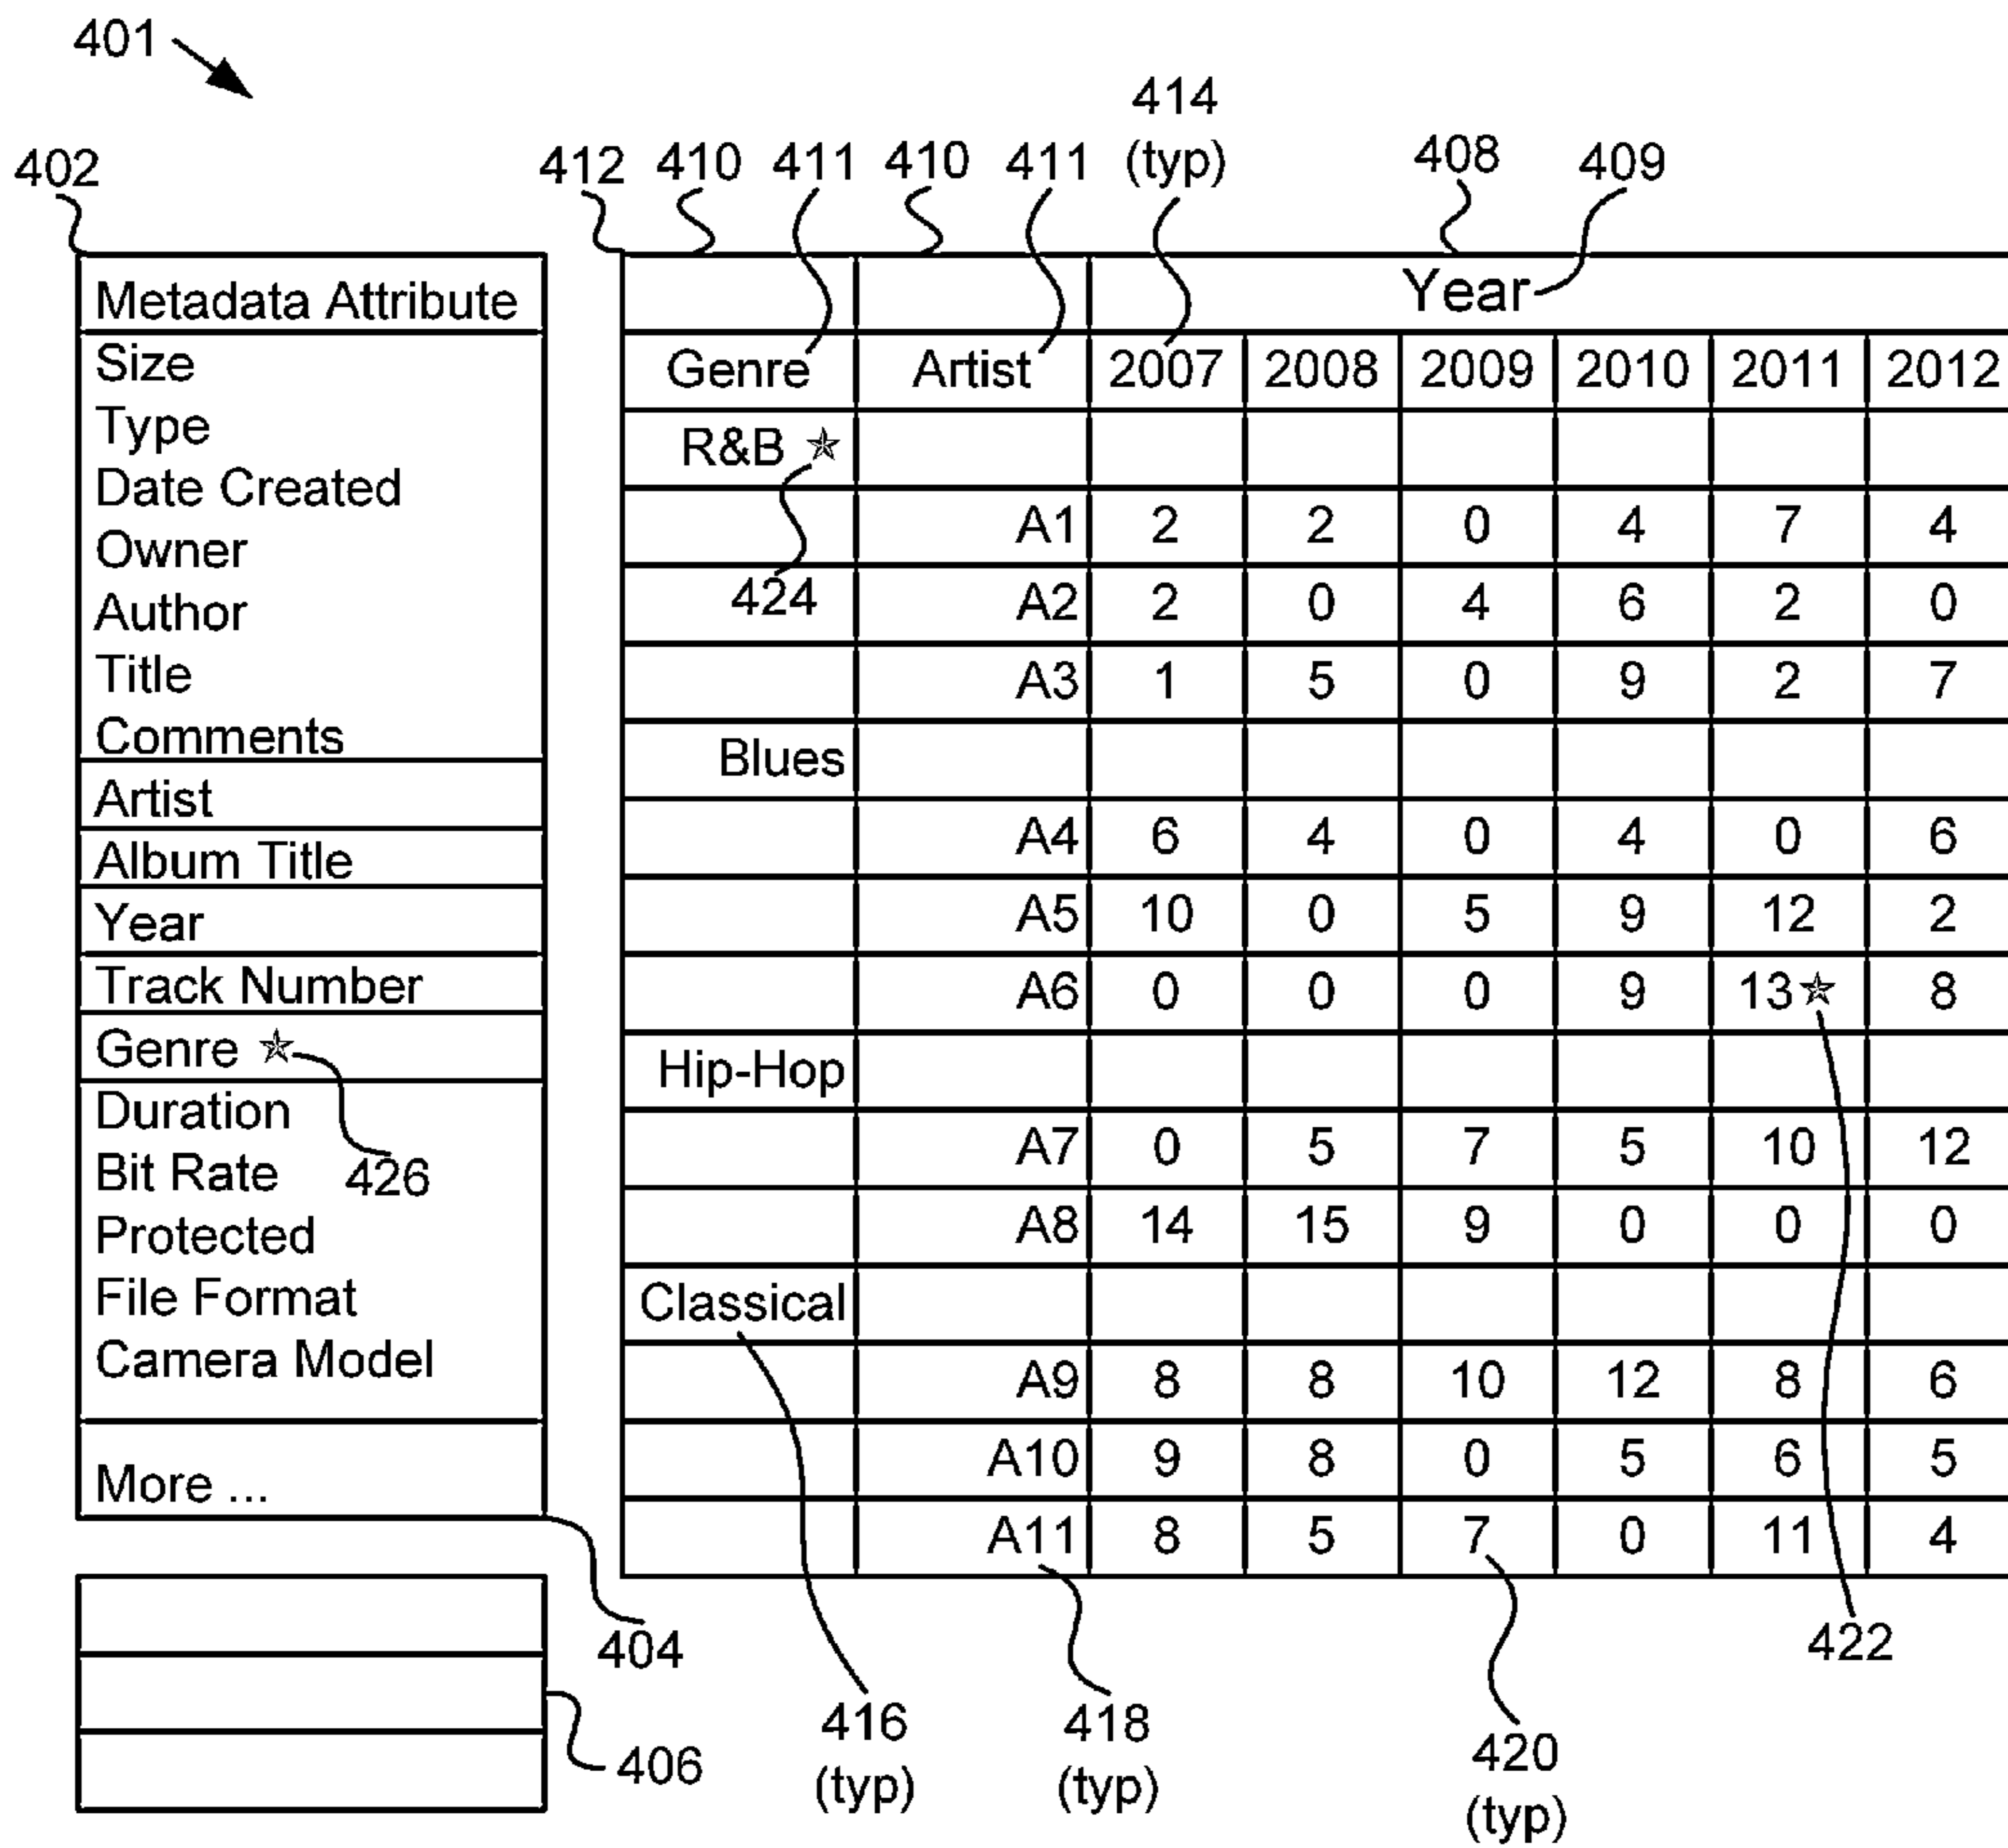 401
402
412 410 411 410 411 414 (typ) 408 409
Metadata Attribute
Size
Type
Date Created
Owner
Author
Title
Comments
Artist
Album Title
Year
Track Number
Genre ☆
426
Duration
Bit Rate
Protected
File Format
Camera Model
More ...
404
406
Year
Genre Artist 2007 2008 2009 2010 2011 2012
R&B ☆
424
A1 2 2 0 4 7 4
A2 2 0 4 6 2 0
A3 1 5 0 9 2 7
Blues
A4 6 4 0 4 0 6
A5 10 0 5 9 12 2
A6 0 0 0 9 13☆ 8
Hip-Hop
A7 0 5 7 5 10 12
A8 14 15 9 0 0 0
Classical
A9 8 8 10 12 8 6
A10 9 8 0 5 6 5
A11 8 5 7 0 11 4
422
416 (typ)
418 (typ)
420 (typ)